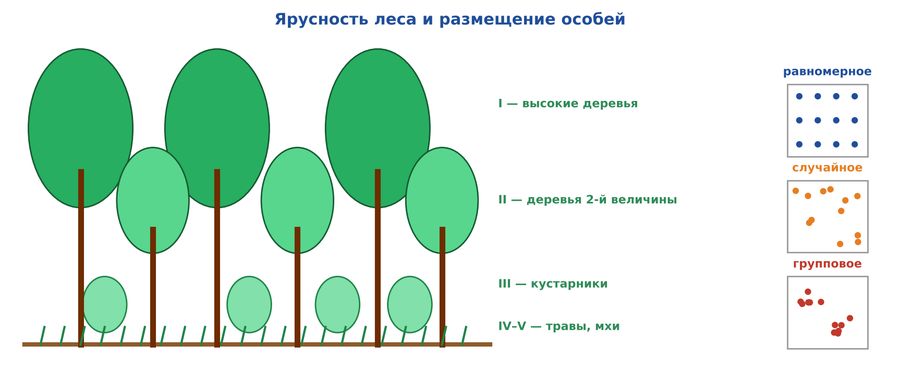 Ярусность леса и размещение особей
I — высокие деревья
II — деревья 2-й величины
III — кустарники
IV–V — травы, мхи
равномерное
случайное
групповое